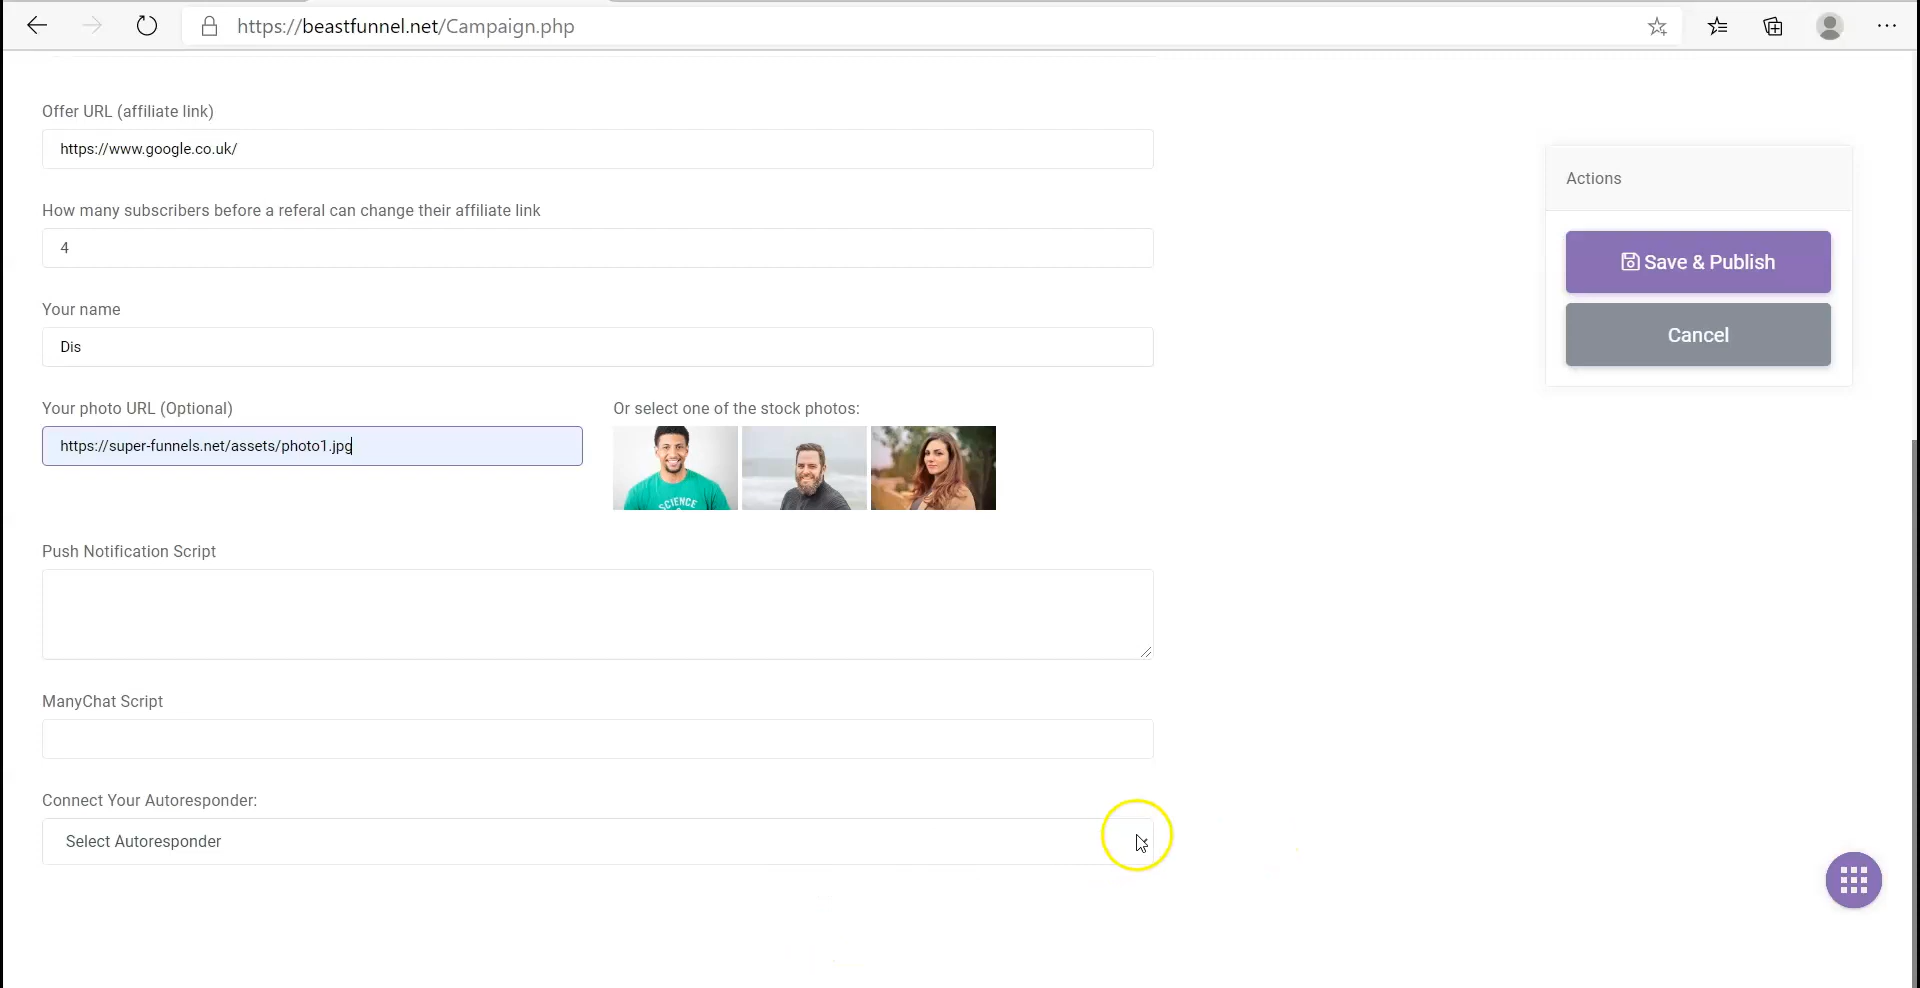 https://beastfunnel.net/Campaign.php
Offer URL (affiliate link)
https://www.google.co.uk/
How many subscribers before a referal can change their affiliate link
4
Your name
Dis
Your photo URL (Optional)
https://super-funnels.net/assets/photo1.jpg
Or select one of the stock photos:
SCIENCE
Push Notification Script
ManyChat Script
Connect Your Autoresponder:
Select Autoresponder
Actions
Save & Publish
Cancel